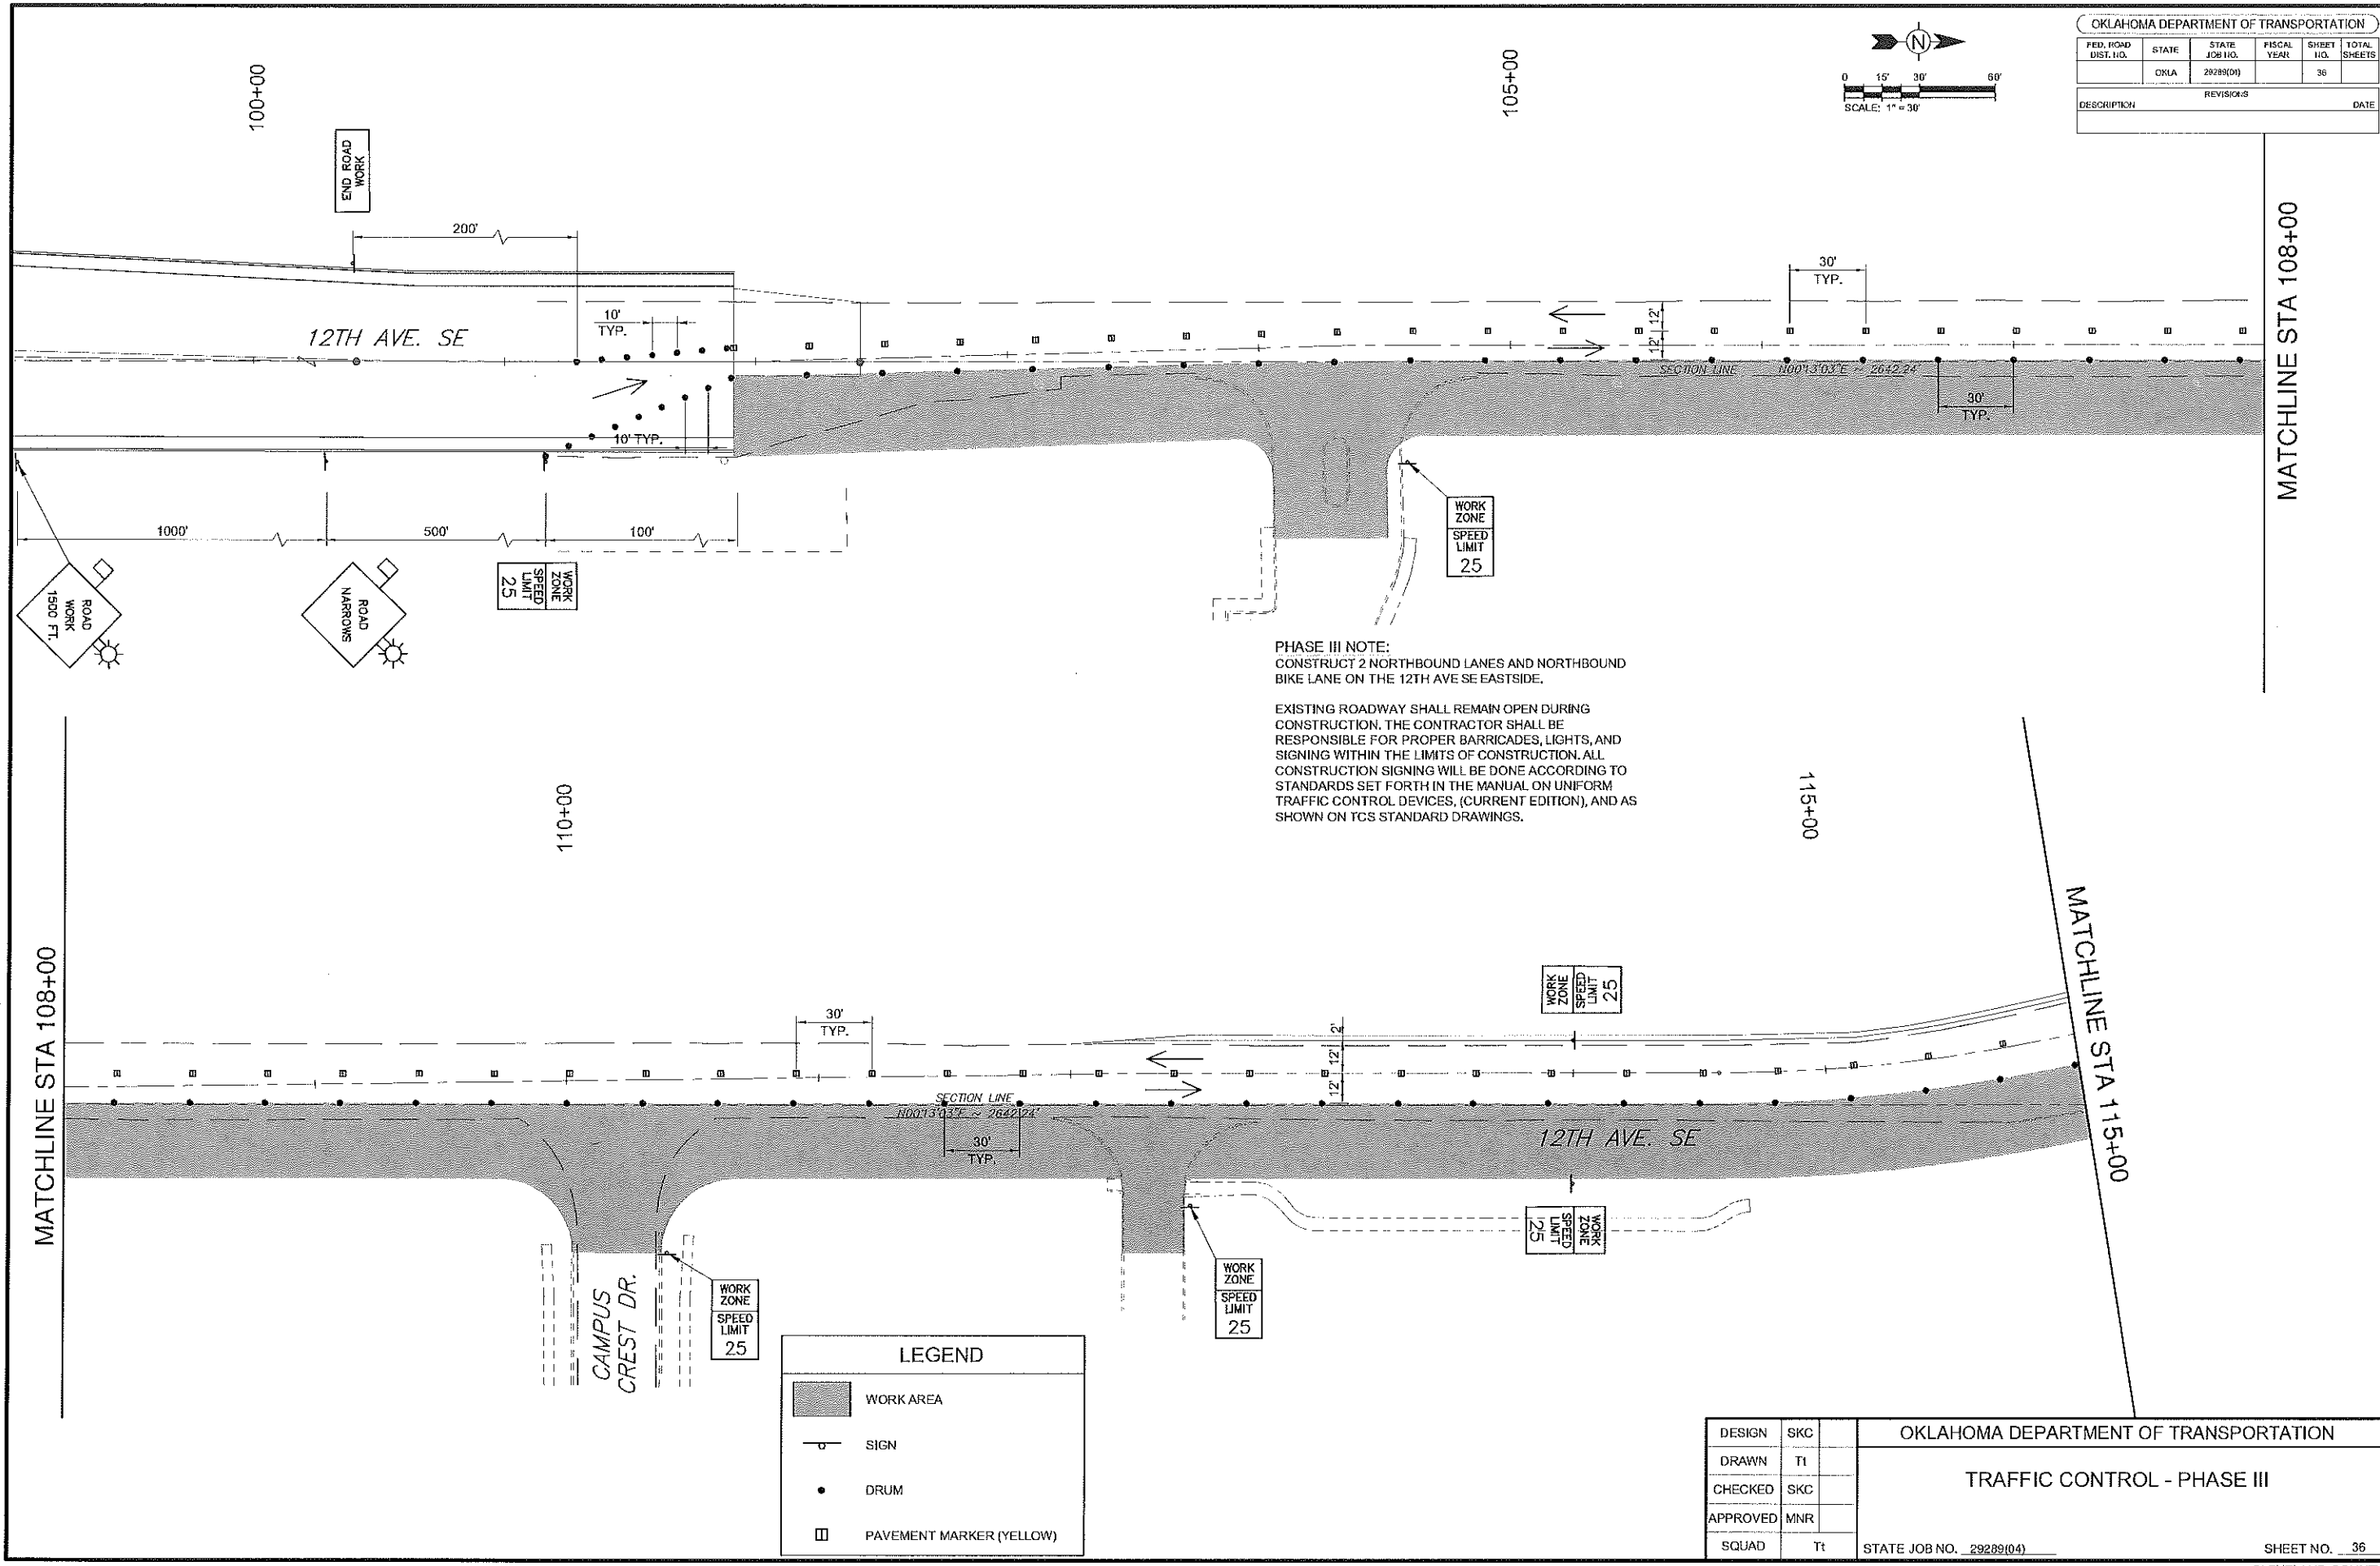 OKLAHOMA DEPARTMENT OF TRANSPORTATION
FED. ROAD DIST. NO.
STATE
STATE JOB NO.
FISCAL YEAR
SHEET NO.
TOTAL SHEETS
OKLA
36
REVISIONS
DESCRIPTION
DATE
N
0 15' 30' 60'
SCALE: 1" = 30'
100+00
105+00
END ROAD
WORK
200'
12TH AVE. SE
10'
TYP.
10' TYP.
30'
TYP.
12'
12'
SECTION LINE N00°13'03"E ~ 2642.24'
30'
TYP.
MATCHLINE STA 108+00
1000'
500'
100'
ROAD
WORK
1500 FT.
ROAD
NARROWS
WORK
ZONE
SPEED
LIMIT
25
WORK
ZONE
SPEED
LIMIT
25
PHASE III NOTE:
CONSTRUCT 2 NORTHBOUND LANES AND NORTHBOUND
BIKE LANE ON THE 12TH AVE SE EASTSIDE.
EXISTING ROADWAY SHALL REMAIN OPEN DURING
CONSTRUCTION. THE CONTRACTOR SHALL BE
RESPONSIBLE FOR PROPER BARRICADES, LIGHTS, AND
SIGNING WITHIN THE LIMITS OF CONSTRUCTION. ALL
CONSTRUCTION SIGNING WILL BE DONE ACCORDING TO
STANDARDS SET FORTH IN THE MANUAL ON UNIFORM
TRAFFIC CONTROL DEVICES, (CURRENT EDITION), AND AS
SHOWN ON TCS STANDARD DRAWINGS.
110+00
115+00
MATCHLINE STA 108+00
30'
TYP.
2'
12'
12'
WORK
ZONE
SPEED
LIMIT
25
MATCHLINE STA 115+00
SECTION LINE
N00°13'03"E ~ 2642.24'
30'
TYP.
12TH AVE. SE
WORK
ZONE
SPEED
LIMIT
25
CAMPUS
CREST DR.
WORK
ZONE
SPEED
LIMIT
25
WORK
ZONE
SPEED
LIMIT
25
LEGEND
WORK AREA
SIGN
DRUM
PAVEMENT MARKER (YELLOW)
DESIGN SKC
DRAWN Tt
CHECKED SKC
APPROVED MNR
SQUAD Tt
OKLAHOMA DEPARTMENT OF TRANSPORTATION
TRAFFIC CONTROL - PHASE III
STATE JOB NO. 29289(04)
SHEET NO. 36